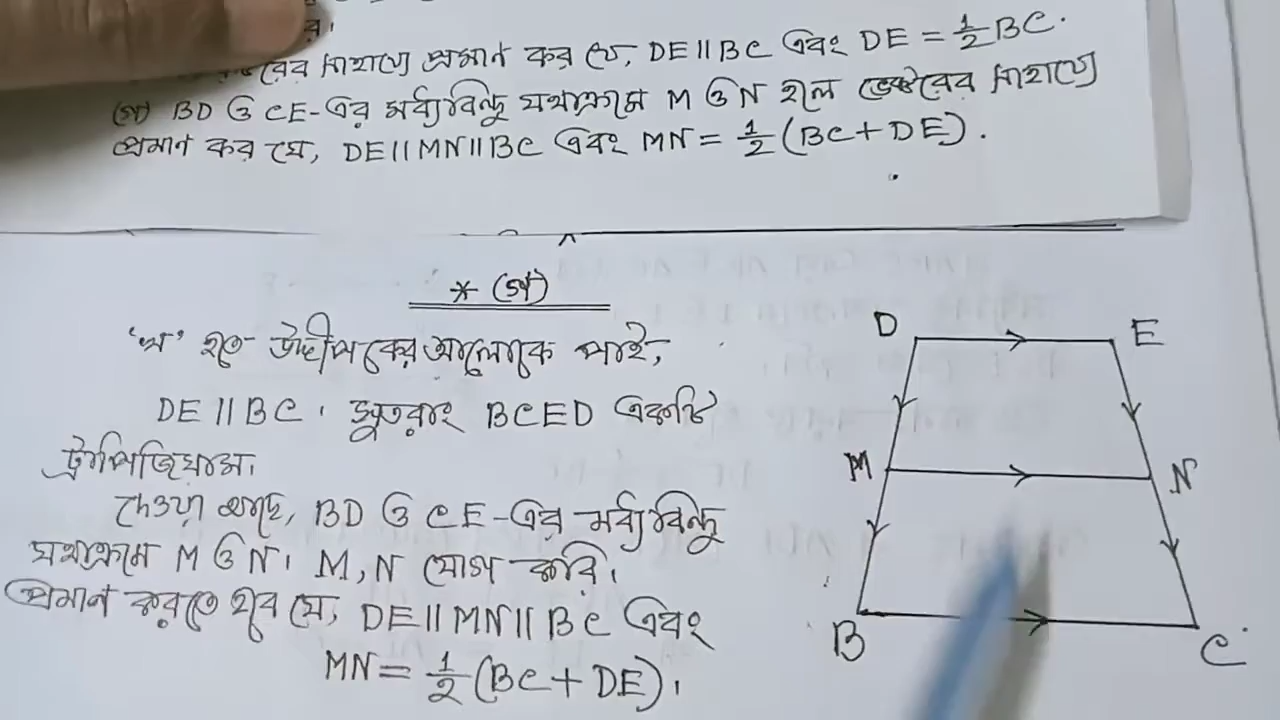 র।
সাহায্যে প্রমাণ কর যে, DE || BC এবং DE = 1/2 BC.
(গ) BD ও CE-এর মধ্যবিন্দু যথাক্রমে M ও N হলে ভেক্টরের সাহায্যে
প্রমাণ কর যে, DE || MN || BC এবং MN = 1/2 (BC + DE).
* (গ)
'খ' হতে উদ্দীপকের আলোকে পাই,
DE || BC । সুতরাং BCED একটি
ট্রাপিজিয়াম।
দেওয়া আছে, BD ও CE-এর মধ্যবিন্দু
যথাক্রমে M ও N। M, N যোগ করি।
প্রমাণ করতে হবে যে, DE || MN || BC এবং
MN = 1/2 (BC + DE) ।
D E
M N
B C